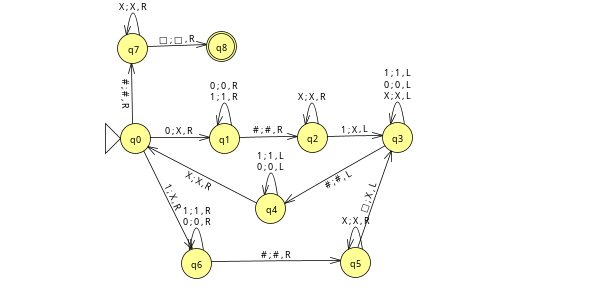 X;X,R
q7
□;□,R
q8
#;#,R
0;0,R
1;1,R
X;X,R
1;1,L
0;0,L
X;X,L
q0
0;X,R
q1
#;#,R
q2
1;X,L
q3
1;1,L
0;0,L
X;X,R
#;#,L
1;X,R
q4
□;X,L
1;1,R
0;0,R
X;X,R
q6
#;#,R
q5